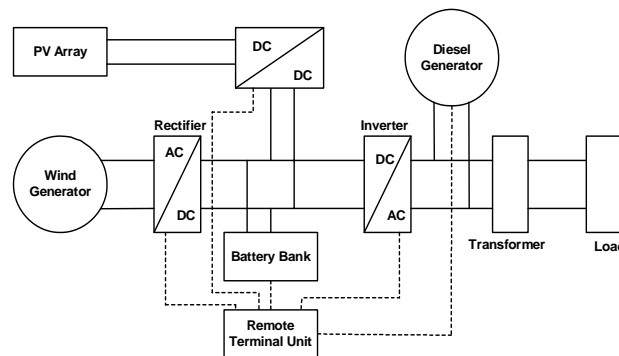 PV Array
DC
DC
Diesel
Generator
Rectifier
Inverter
AC
DC
DC
AC
Wind
Generator
Battery Bank
Transformer
Load
Remote
Terminal Unit